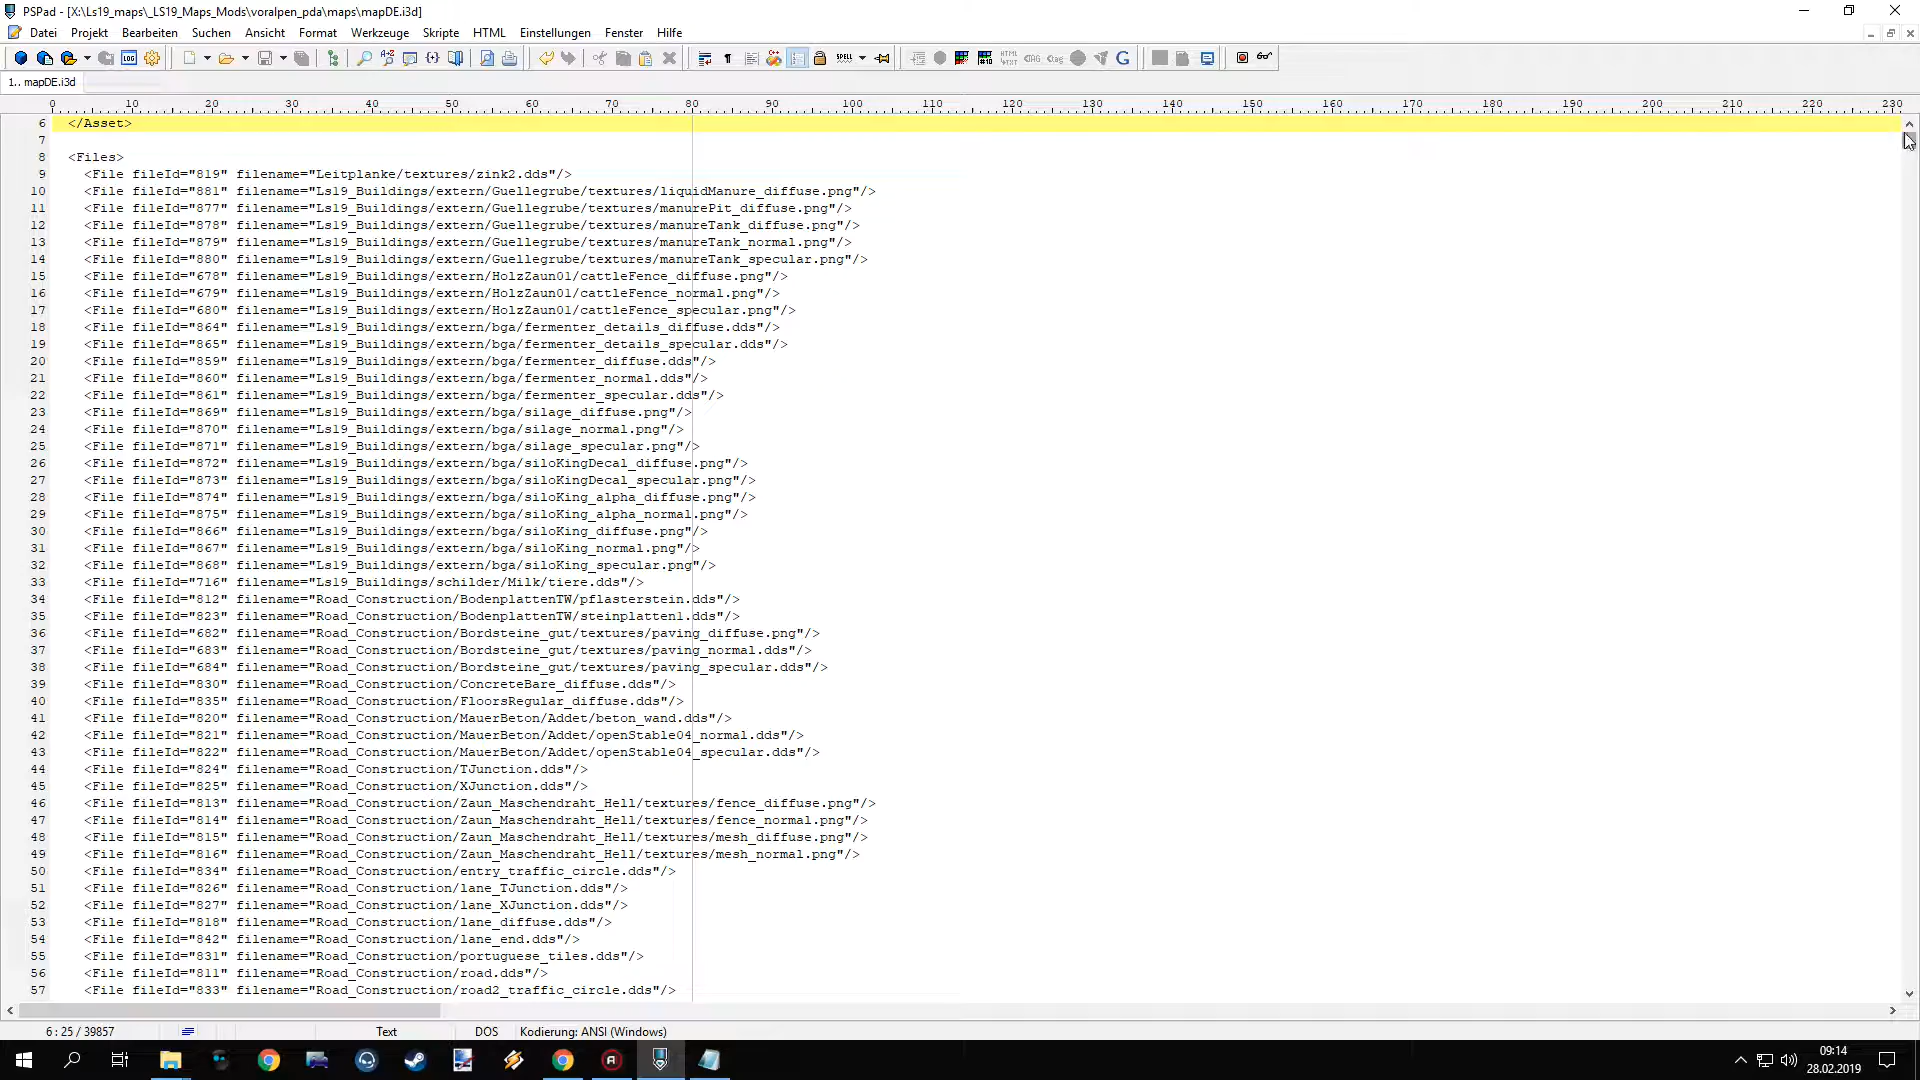 PSPad - [X:\Ls19_maps\_LS19_Maps_Mods\voralpen_pda\maps\mapDE.i3d]
Datei Projekt Bearbeiten Suchen Ansicht Format Werkzeuge Skripte HTML Einstellungen Fenster Hilfe
1.. mapDE.i3d
0 10 20 30 40 50 60 70 80 90 100 110 120 130 140 150 160 170 180 190 200 210 220 230
6 </Asset>
7
8 <Files>
9 <File fileId="819" filename="Leitplanke/textures/zink2.dds"/>
10 <File fileId="881" filename="Ls19_Buildings/extern/Guellegrube/textures/liquidManure_diffuse.png"/>
11 <File fileId="877" filename="Ls19_Buildings/extern/Guellegrube/textures/manurePit_diffuse.png"/>
12 <File fileId="878" filename="Ls19_Buildings/extern/Guellegrube/textures/manureTank_diffuse.png"/>
13 <File fileId="879" filename="Ls19_Buildings/extern/Guellegrube/textures/manureTank_normal.png"/>
14 <File fileId="880" filename="Ls19_Buildings/extern/Guellegrube/textures/manureTank_specular.png"/>
15 <File fileId="678" filename="Ls19_Buildings/extern/HolzZaun01/cattleFence_diffuse.png"/>
16 <File fileId="679" filename="Ls19_Buildings/extern/HolzZaun01/cattleFence_normal.png"/>
17 <File fileId="680" filename="Ls19_Buildings/extern/HolzZaun01/cattleFence_specular.png"/>
18 <File fileId="864" filename="Ls19_Buildings/extern/bga/fermenter_details_diffuse.dds"/>
19 <File fileId="865" filename="Ls19_Buildings/extern/bga/fermenter_details_specular.dds"/>
20 <File fileId="859" filename="Ls19_Buildings/extern/bga/fermenter_diffuse.dds"/>
21 <File fileId="860" filename="Ls19_Buildings/extern/bga/fermenter_normal.dds"/>
22 <File fileId="861" filename="Ls19_Buildings/extern/bga/fermenter_specular.dds"/>
23 <File fileId="869" filename="Ls19_Buildings/extern/bga/silage_diffuse.png"/>
24 <File fileId="870" filename="Ls19_Buildings/extern/bga/silage_normal.png"/>
25 <File fileId="871" filename="Ls19_Buildings/extern/bga/silage_specular.png"/>
26 <File fileId="872" filename="Ls19_Buildings/extern/bga/siloKingDecal_diffuse.png"/>
27 <File fileId="873" filename="Ls19_Buildings/extern/bga/siloKingDecal_specular.png"/>
28 <File fileId="874" filename="Ls19_Buildings/extern/bga/siloKing_alpha_diffuse.png"/>
29 <File fileId="875" filename="Ls19_Buildings/extern/bga/siloKing_alpha_normal.png"/>
30 <File fileId="866" filename="Ls19_Buildings/extern/bga/siloKing_diffuse.png"/>
31 <File fileId="867" filename="Ls19_Buildings/extern/bga/siloKing_normal.png"/>
32 <File fileId="868" filename="Ls19_Buildings/extern/bga/siloKing_specular.png"/>
33 <File fileId="716" filename="Ls19_Buildings/schilder/Milk/tiere.dds"/>
34 <File fileId="812" filename="Road_Construction/BodenplattenTW/pflasterstein.dds"/>
35 <File fileId="823" filename="Road_Construction/BodenplattenTW/steinplatten1.dds"/>
36 <File fileId="682" filename="Road_Construction/Bordsteine_gut/textures/paving_diffuse.png"/>
37 <File fileId="683" filename="Road_Construction/Bordsteine_gut/textures/paving_normal.dds"/>
38 <File fileId="684" filename="Road_Construction/Bordsteine_gut/textures/paving_specular.dds"/>
39 <File fileId="830" filename="Road_Construction/ConcreteBare_diffuse.dds"/>
40 <File fileId="835" filename="Road_Construction/FloorsRegular_diffuse.dds"/>
41 <File fileId="820" filename="Road_Construction/MauerBeton/Addet/beton_wand.dds"/>
42 <File fileId="821" filename="Road_Construction/MauerBeton/Addet/openStable04_normal.dds"/>
43 <File fileId="822" filename="Road_Construction/MauerBeton/Addet/openStable04_specular.dds"/>
44 <File fileId="824" filename="Road_Construction/TJunction.dds"/>
45 <File fileId="825" filename="Road_Construction/XJunction.dds"/>
46 <File fileId="813" filename="Road_Construction/Zaun_Maschendraht_Hell/textures/fence_diffuse.png"/>
47 <File fileId="814" filename="Road_Construction/Zaun_Maschendraht_Hell/textures/fence_normal.png"/>
48 <File fileId="815" filename="Road_Construction/Zaun_Maschendraht_Hell/textures/mesh_diffuse.png"/>
49 <File fileId="816" filename="Road_Construction/Zaun_Maschendraht_Hell/textures/mesh_normal.png"/>
50 <File fileId="834" filename="Road_Construction/entry_traffic_circle.dds"/>
51 <File fileId="826" filename="Road_Construction/lane_TJunction.dds"/>
52 <File fileId="827" filename="Road_Construction/lane_XJunction.dds"/>
53 <File fileId="818" filename="Road_Construction/lane_diffuse.dds"/>
54 <File fileId="842" filename="Road_Construction/lane_end.dds"/>
55 <File fileId="831" filename="Road_Construction/portuguese_tiles.dds"/>
56 <File fileId="811" filename="Road_Construction/road.dds"/>
57 <File fileId="833" filename="Road_Construction/road2_traffic_circle.dds"/>
6 : 25 / 39857 Text DOS Kodierung: ANSI (Windows)
09:14
28.02.2019